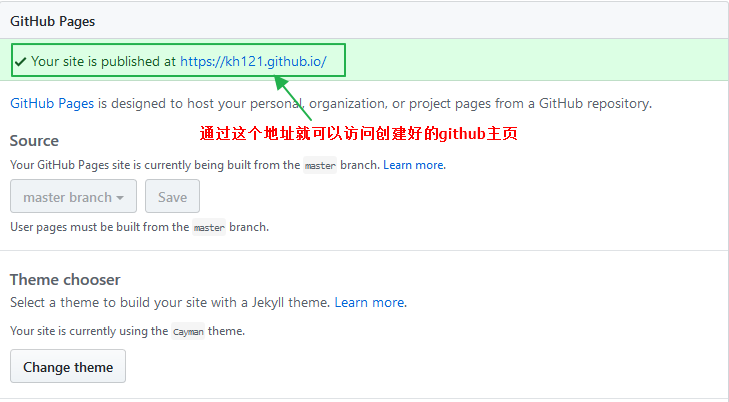 GitHub Pages
✓ Your site is published at https://kh121.github.io/
GitHub Pages is designed to host your personal, organization, or project pages from a GitHub repository.
通过这个地址就可以访问创建好的github主页
Source
Your GitHub Pages site is currently being built from the master branch. Learn more.
master branch Save
User pages must be built from the master branch.
Theme chooser
Select a theme to build your site with a Jekyll theme. Learn more.
Your site is currently using the Cayman theme.
Change theme